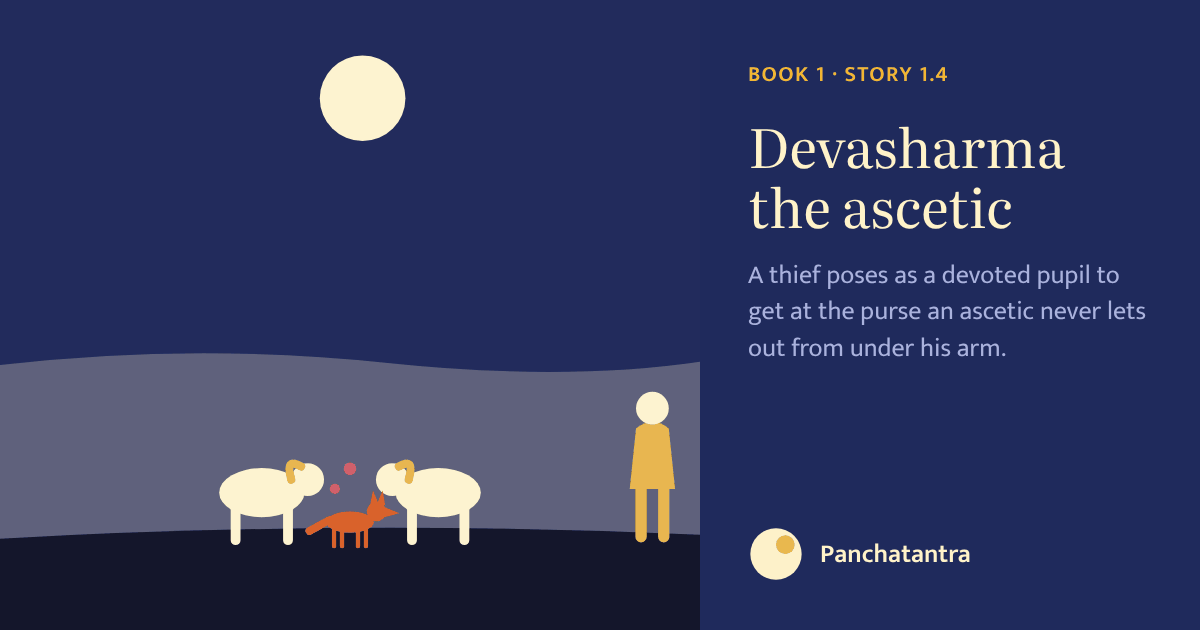 BOOK 1 · STORY 1.4
Devasharma
the ascetic
A thief poses as a devoted pupil to
get at the purse an ascetic never lets
out from under his arm.
Panchatantra